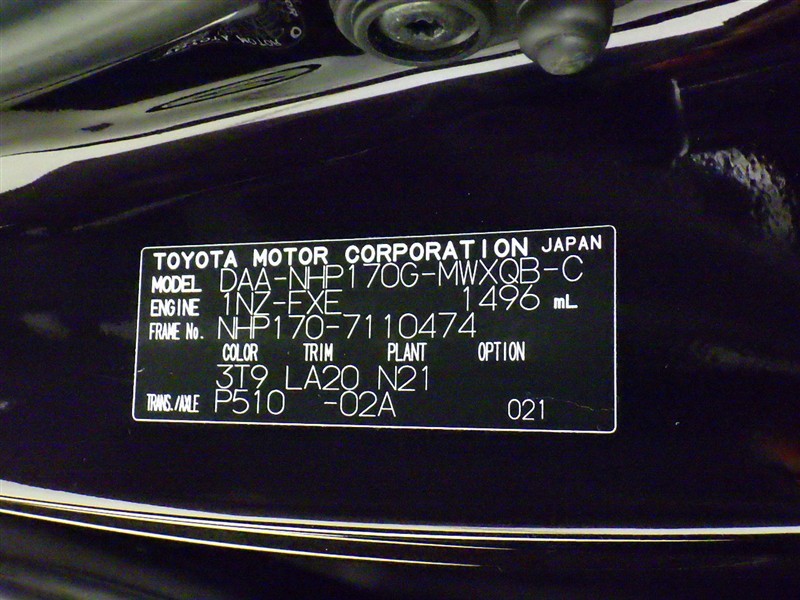 TOYOTA MOTOR CORPORATION JAPAN
MODEL DAA-NHP170G-MWXQB-C
ENGINE 1NZ-FXE 1496 mL
FRAME No. NHP170-7110474
COLOR TRIM PLANT OPTION
3T9 LA20 N21
TRANS./AXLE P510 -02A 021